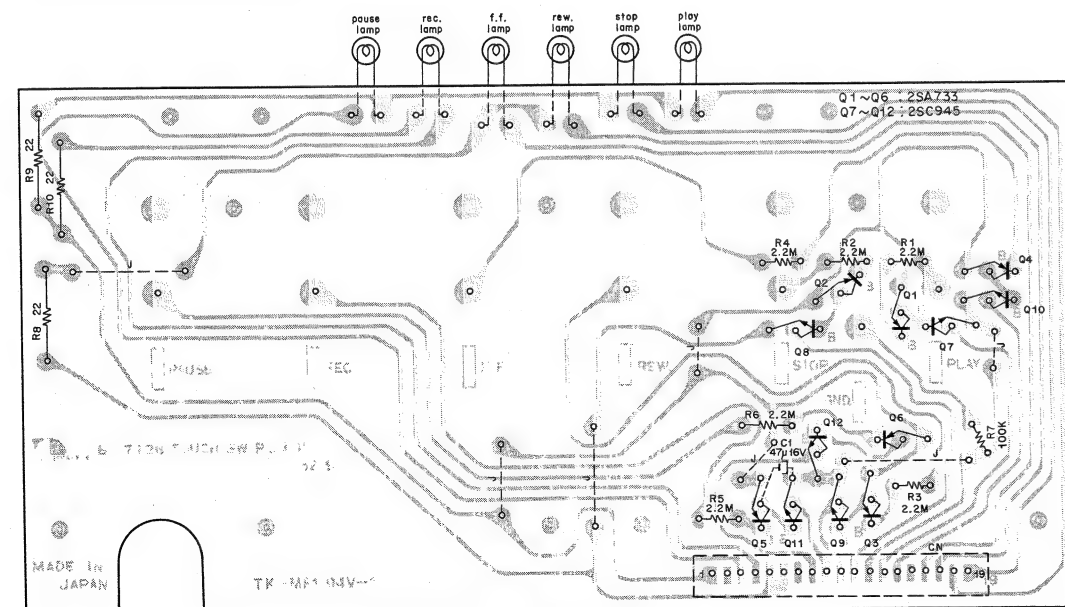 pause lamp
rec. lamp
f.f. lamp
rew. lamp
stop lamp
play lamp
Q1~Q6 : 2SA733
Q7~Q12 : 2SC945
R9 22
R10 22
J
R4 2.2M
R2 2.2M
R1 2.2M
Q4
B
Q2
B
Q1
Q10
B
R8 22
Q8
B
B
Q7
J
J
REW
STOP
PLAY
R6 2.2M
Q12
Q6
R7 100K
C1 47µ16V
J
J
J
J
R5 2.2M
R3 2.2M
Q5
Q11
Q9
B
Q3
CN
MADE IN
JAPAN
19